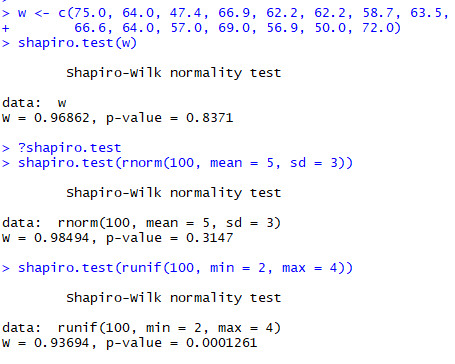 > w <- c(75.0, 64.0, 47.4, 66.9, 62.2, 62.2, 58.7, 63.5,
+ 66.6, 64.0, 57.0, 69.0, 56.9, 50.0, 72.0)
> shapiro.test(w)
Shapiro-Wilk normality test
data: w
W = 0.96862, p-value = 0.8371
> ?shapiro.test
> shapiro.test(rnorm(100, mean = 5, sd = 3))
Shapiro-Wilk normality test
data: rnorm(100, mean = 5, sd = 3)
W = 0.98494, p-value = 0.3147
> shapiro.test(runif(100, min = 2, max = 4))
Shapiro-Wilk normality test
data: runif(100, min = 2, max = 4)
W = 0.93694, p-value = 0.0001261